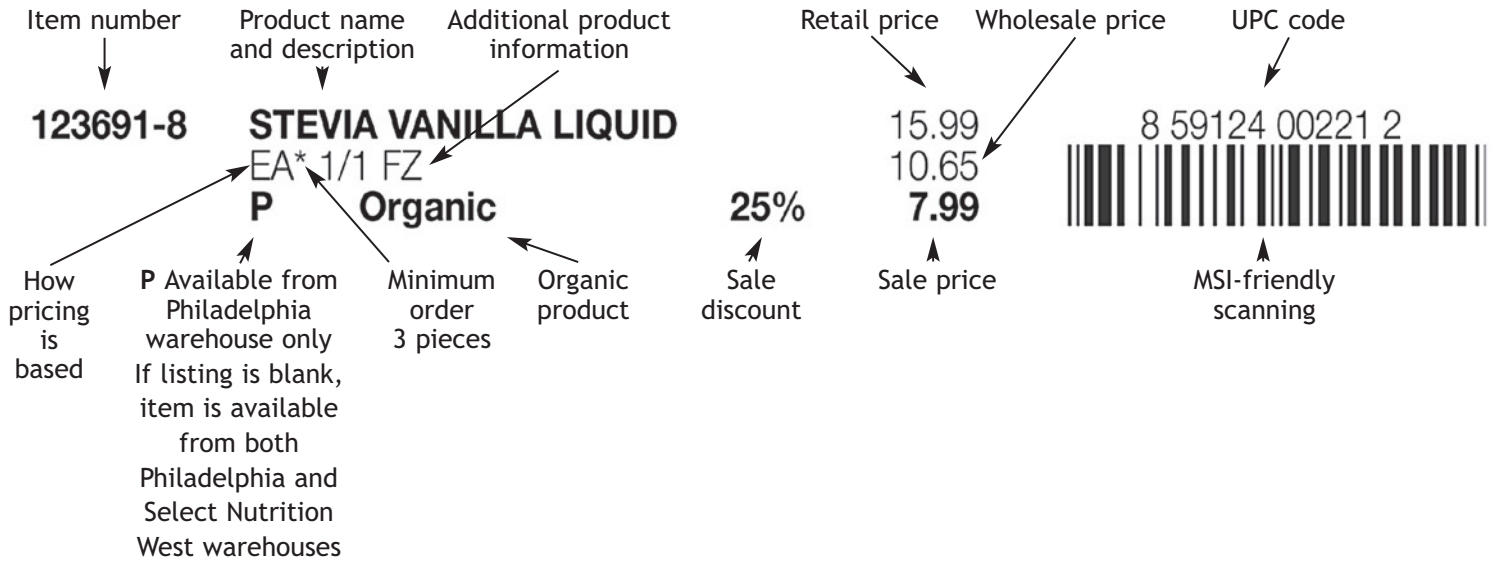 Item number
Product name
and description
Additional product
information
Retail price
Wholesale price
UPC code
123691-8
STEVIA VANILLA LIQUID
15.99
8 59124 00221 2
EA* 1/1 FZ
10.65
P
Organic
25%
7.99
How
pricing
is
based
P Available from
Philadelphia
warehouse only
If listing is blank,
item is available
from both
Philadelphia and
Select Nutrition
West warehouses
Minimum
order
3 pieces
Organic
product
Sale
discount
Sale price
MSI-friendly
scanning